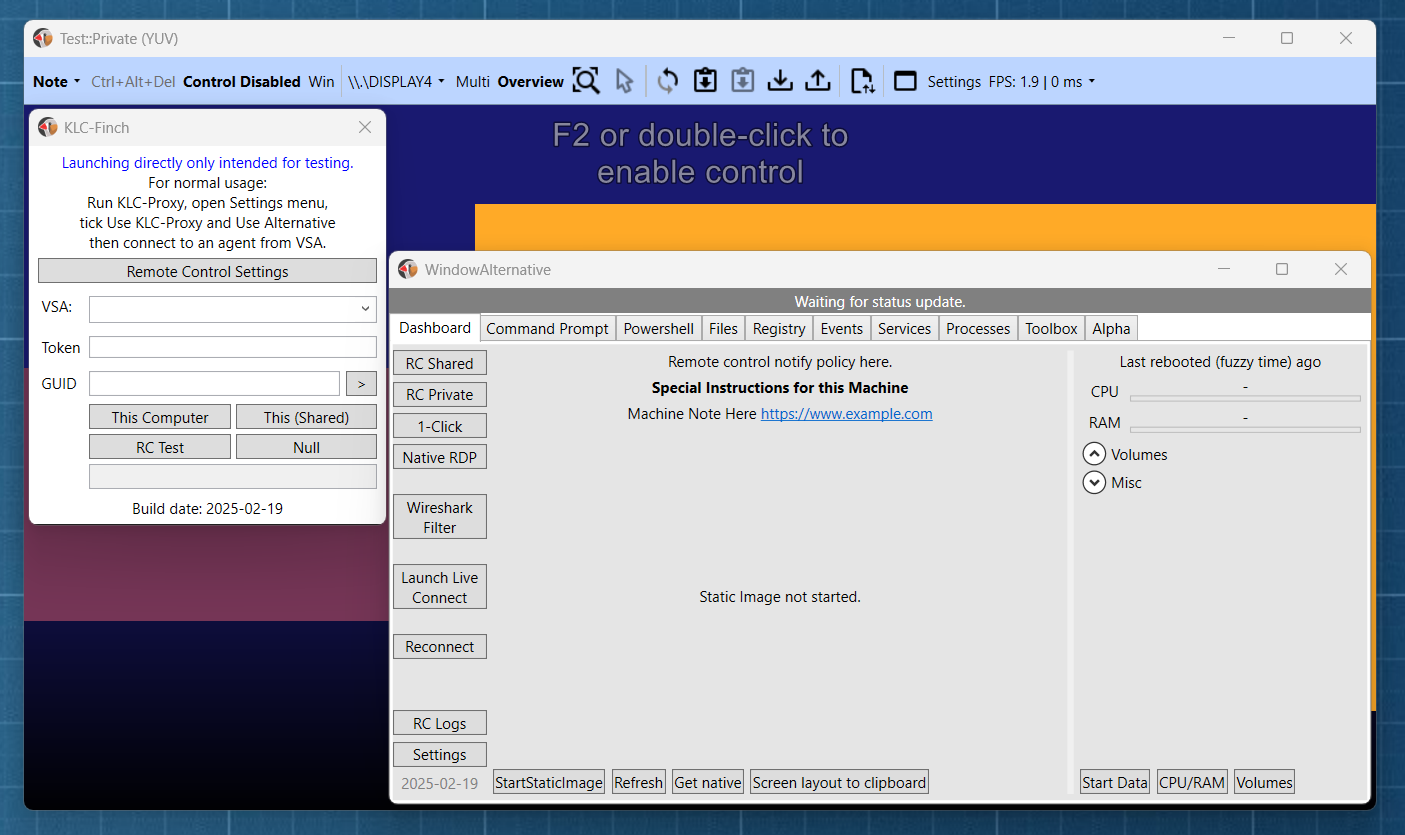 Test::Private (YUV)
Note Ctrl+Alt+Del Control Disabled Win \\.\DISPLAY4 Multi Overview Settings FPS: 1.9 | 0 ms
F2 or double-click to
enable control
KLC-Finch
Launching directly only intended for testing.
For normal usage:
Run KLC-Proxy, open Settings menu,
tick Use KLC-Proxy and Use Alternative
then connect to an agent from VSA.
Remote Control Settings
VSA:
Token
GUID >
This Computer This (Shared)
RC Test Null
Build date: 2025-02-19
WindowAlternative
Waiting for status update.
Dashboard Command Prompt Powershell Files Registry Events Services Processes Toolbox Alpha
RC Shared
RC Private
1-Click
Native RDP
Wireshark
Filter
Launch Live
Connect
Reconnect
RC Logs
Settings
2025-02-19
Remote control notify policy here.
Special Instructions for this Machine
Machine Note Here https://www.example.com
Static Image not started.
StartStaticImage Refresh Get native Screen layout to clipboard
Last rebooted (fuzzy time) ago
CPU -
RAM -
Volumes
Misc
Start Data CPU/RAM Volumes